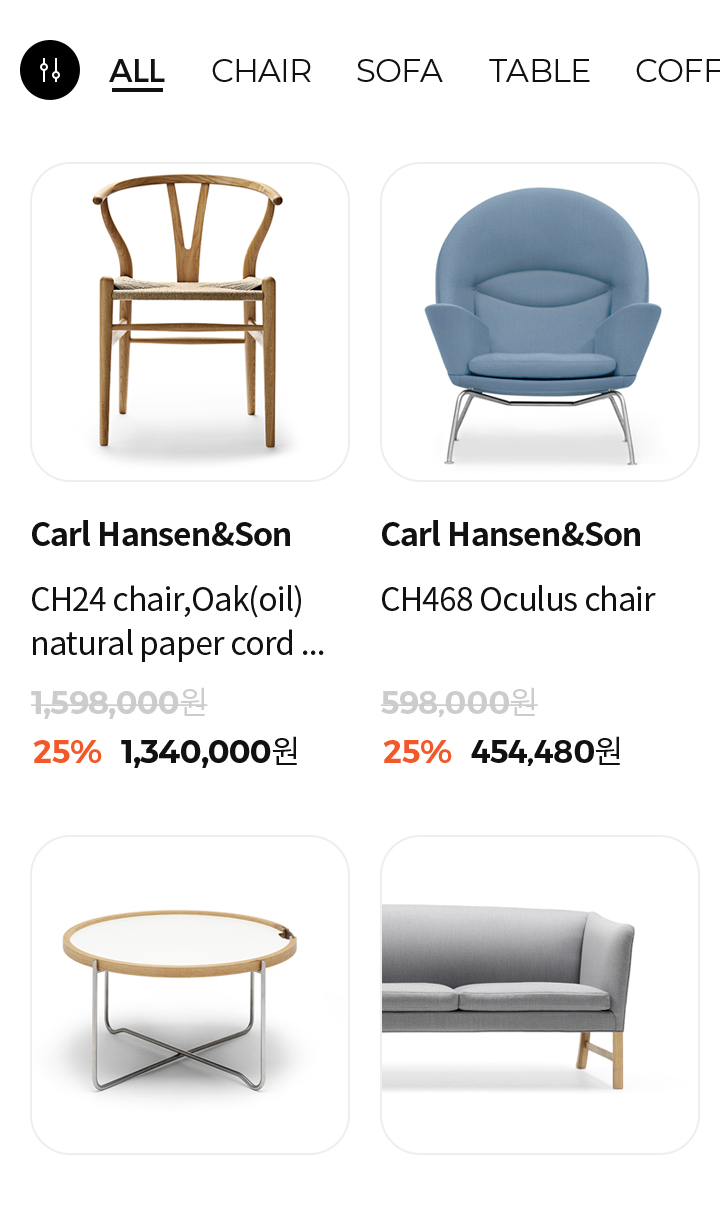 ALL CHAIR SOFA TABLE COFF
Carl Hansen&Son
CH24 chair,Oak(oil)
natural paper cord ...
1,598,000원
25% 1,340,000원
Carl Hansen&Son
CH468 Oculus chair
598,000원
25% 454,480원